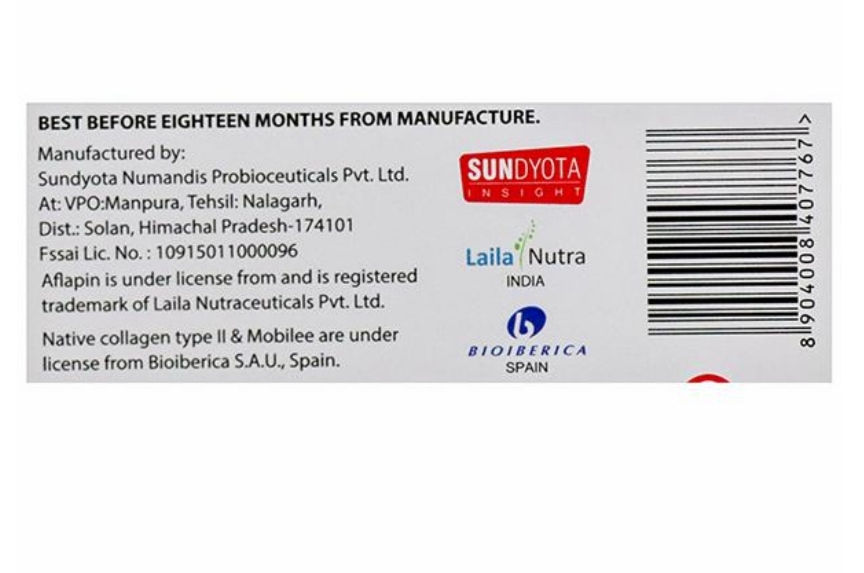 BEST BEFORE EIGHTEEN MONTHS FROM MANUFACTURE.
Manufactured by:
Sundyota Numandis Probioceuticals Pvt. Ltd.
At: VPO:Manpura, Tehsil: Nalagarh,
Dist.: Solan, Himachal Pradesh-174101
Fssai Lic. No. : 10915011000096
Aflapin is under license from and is registered
trademark of Laila Nutraceuticals Pvt. Ltd.
Native collagen type II & Mobilee are under
license from Bioiberica S.A.U., Spain.
SUNDYOTA
INSIGHT
Laila Nutra
INDIA
BIOIBERICA
SPAIN
8 904008 407767 >